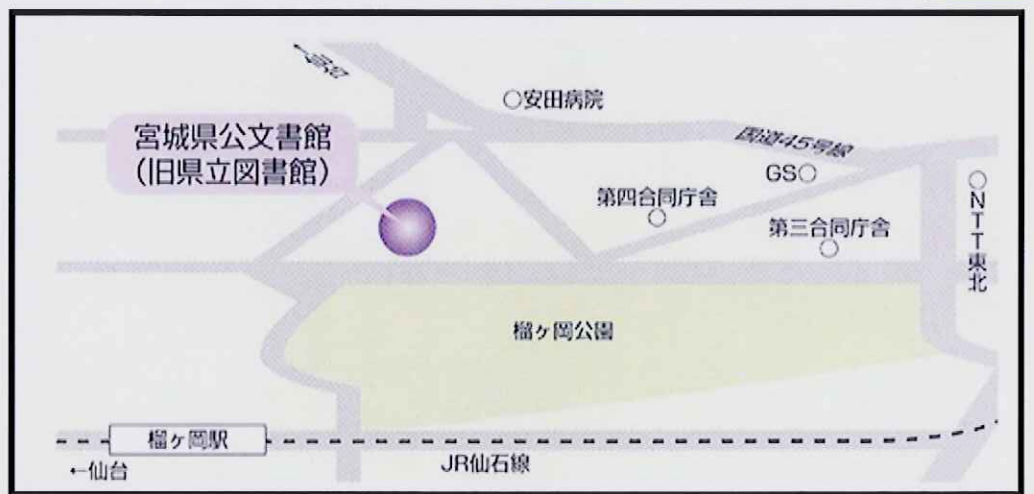 ○安田病院
宮城県公文書館
（旧県立図書館）
国道45号線
GS○
○NTT東北
第四合同庁舎
第三合同庁舎
榴ヶ岡公園
榴ヶ岡駅
←仙台
JR仙石線